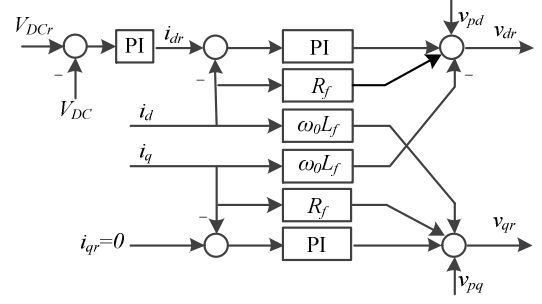 V_DCr
PI
i_dr
PI
v_pd
v_dr
–
–
–
R_f
V_DC
i_d
ω₀L_f
i_q
ω₀L_f
–
R_f
v_qr
i_qr=0
PI
v_pq